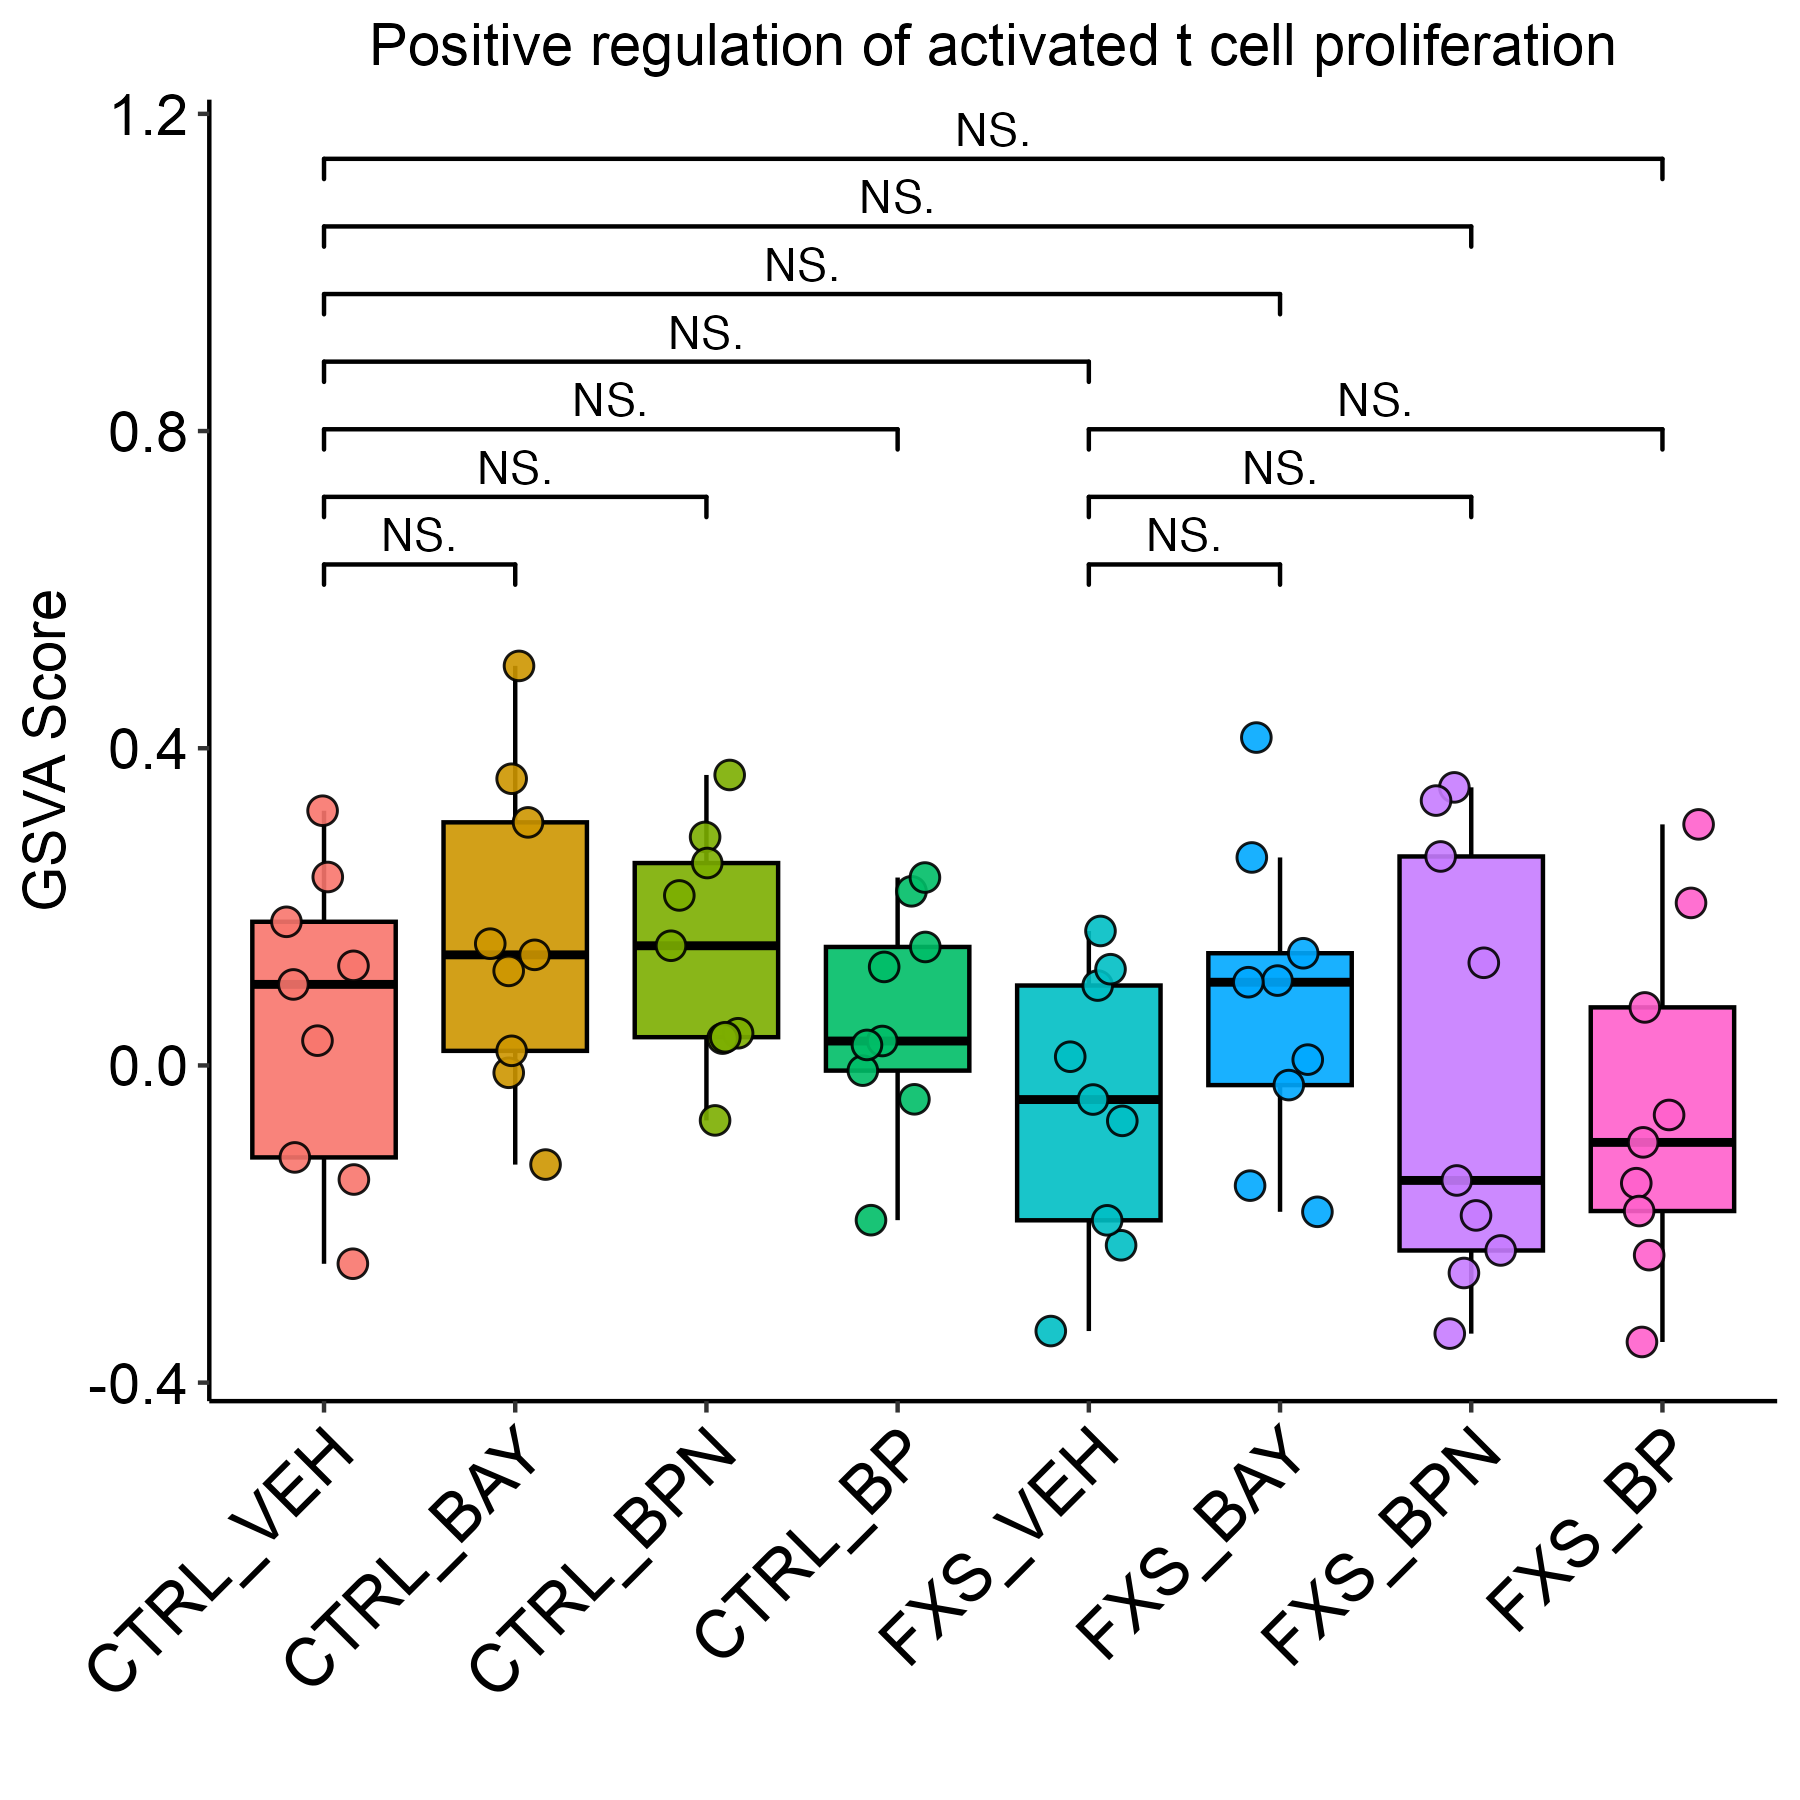 Positive regulation of activated t cell proliferation
1.2
NS.
NS.
NS.
NS.
0.8
NS.
NS.
NS.
NS.
NS.
NS.
GSVA Score
0.4
0.0
-0.4
CTRL_VEH
CTRL_BAY
CTRL_BPN
CTRL_BP
FXS_VEH
FXS_BAY
FXS_BPN
FXS_BP